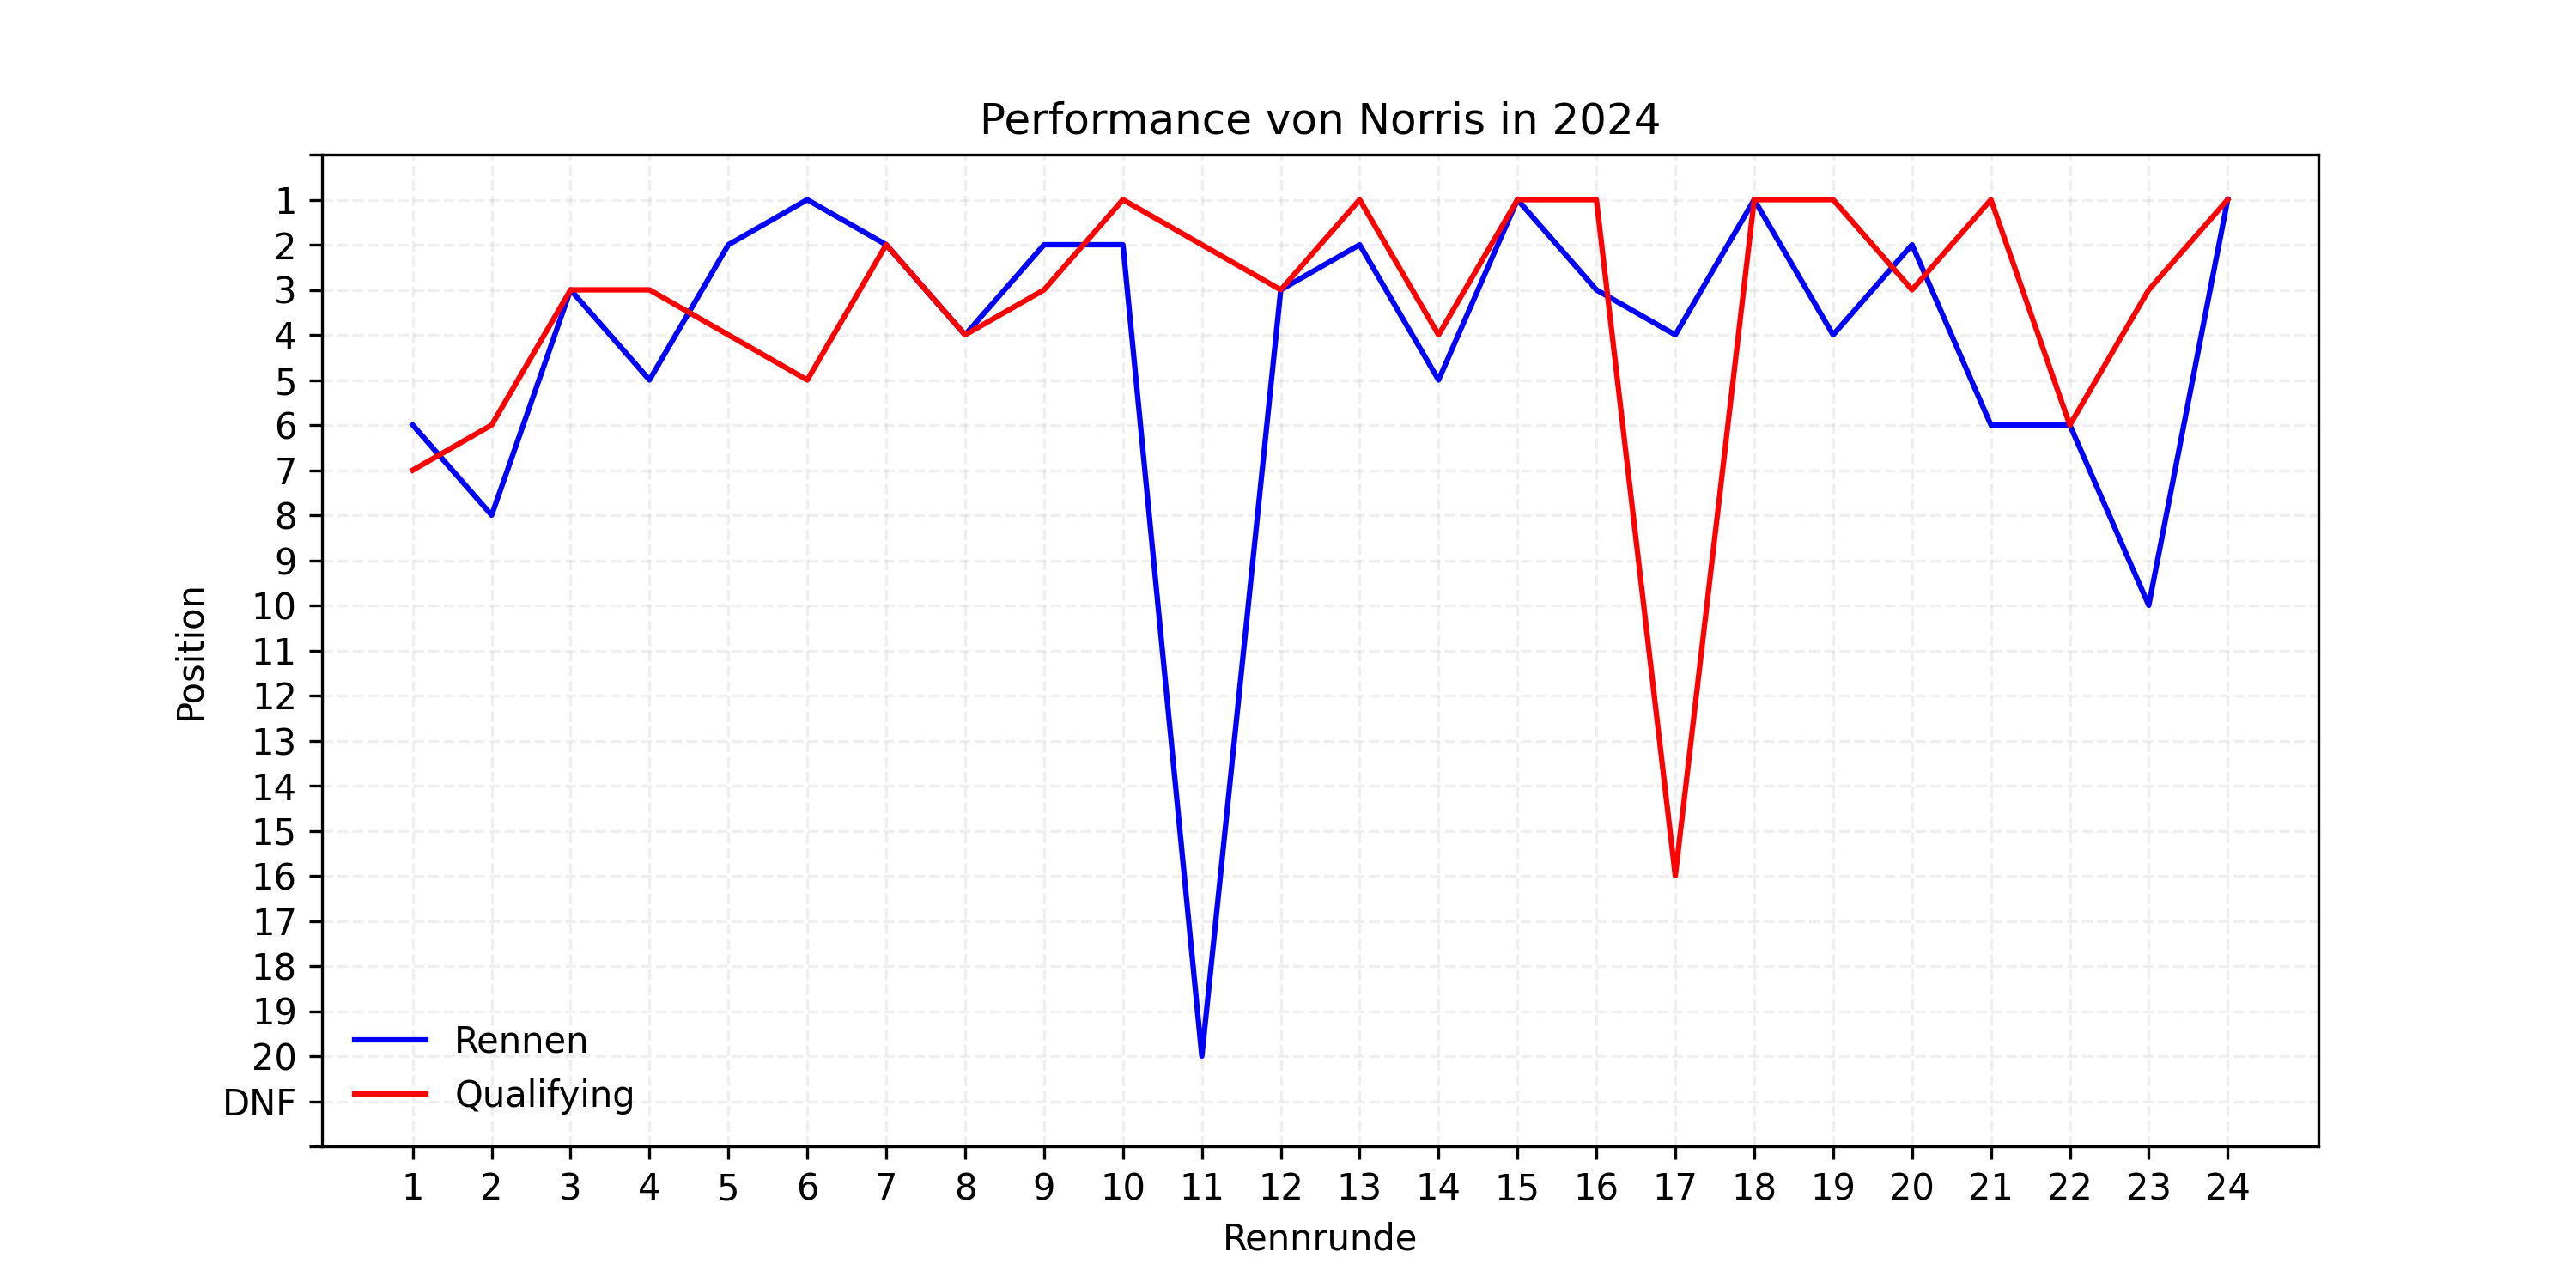 Performance von Norris in 2024
Position
1
2
3
4
5
6
7
8
9
10
11
12
13
14
15
16
17
18
19
20
DNF
Rennen
Qualifying
1 2 3 4 5 6 7 8 9 10 11 12 13 14 15 16 17 18 19 20 21 22 23 24
Rennrunde